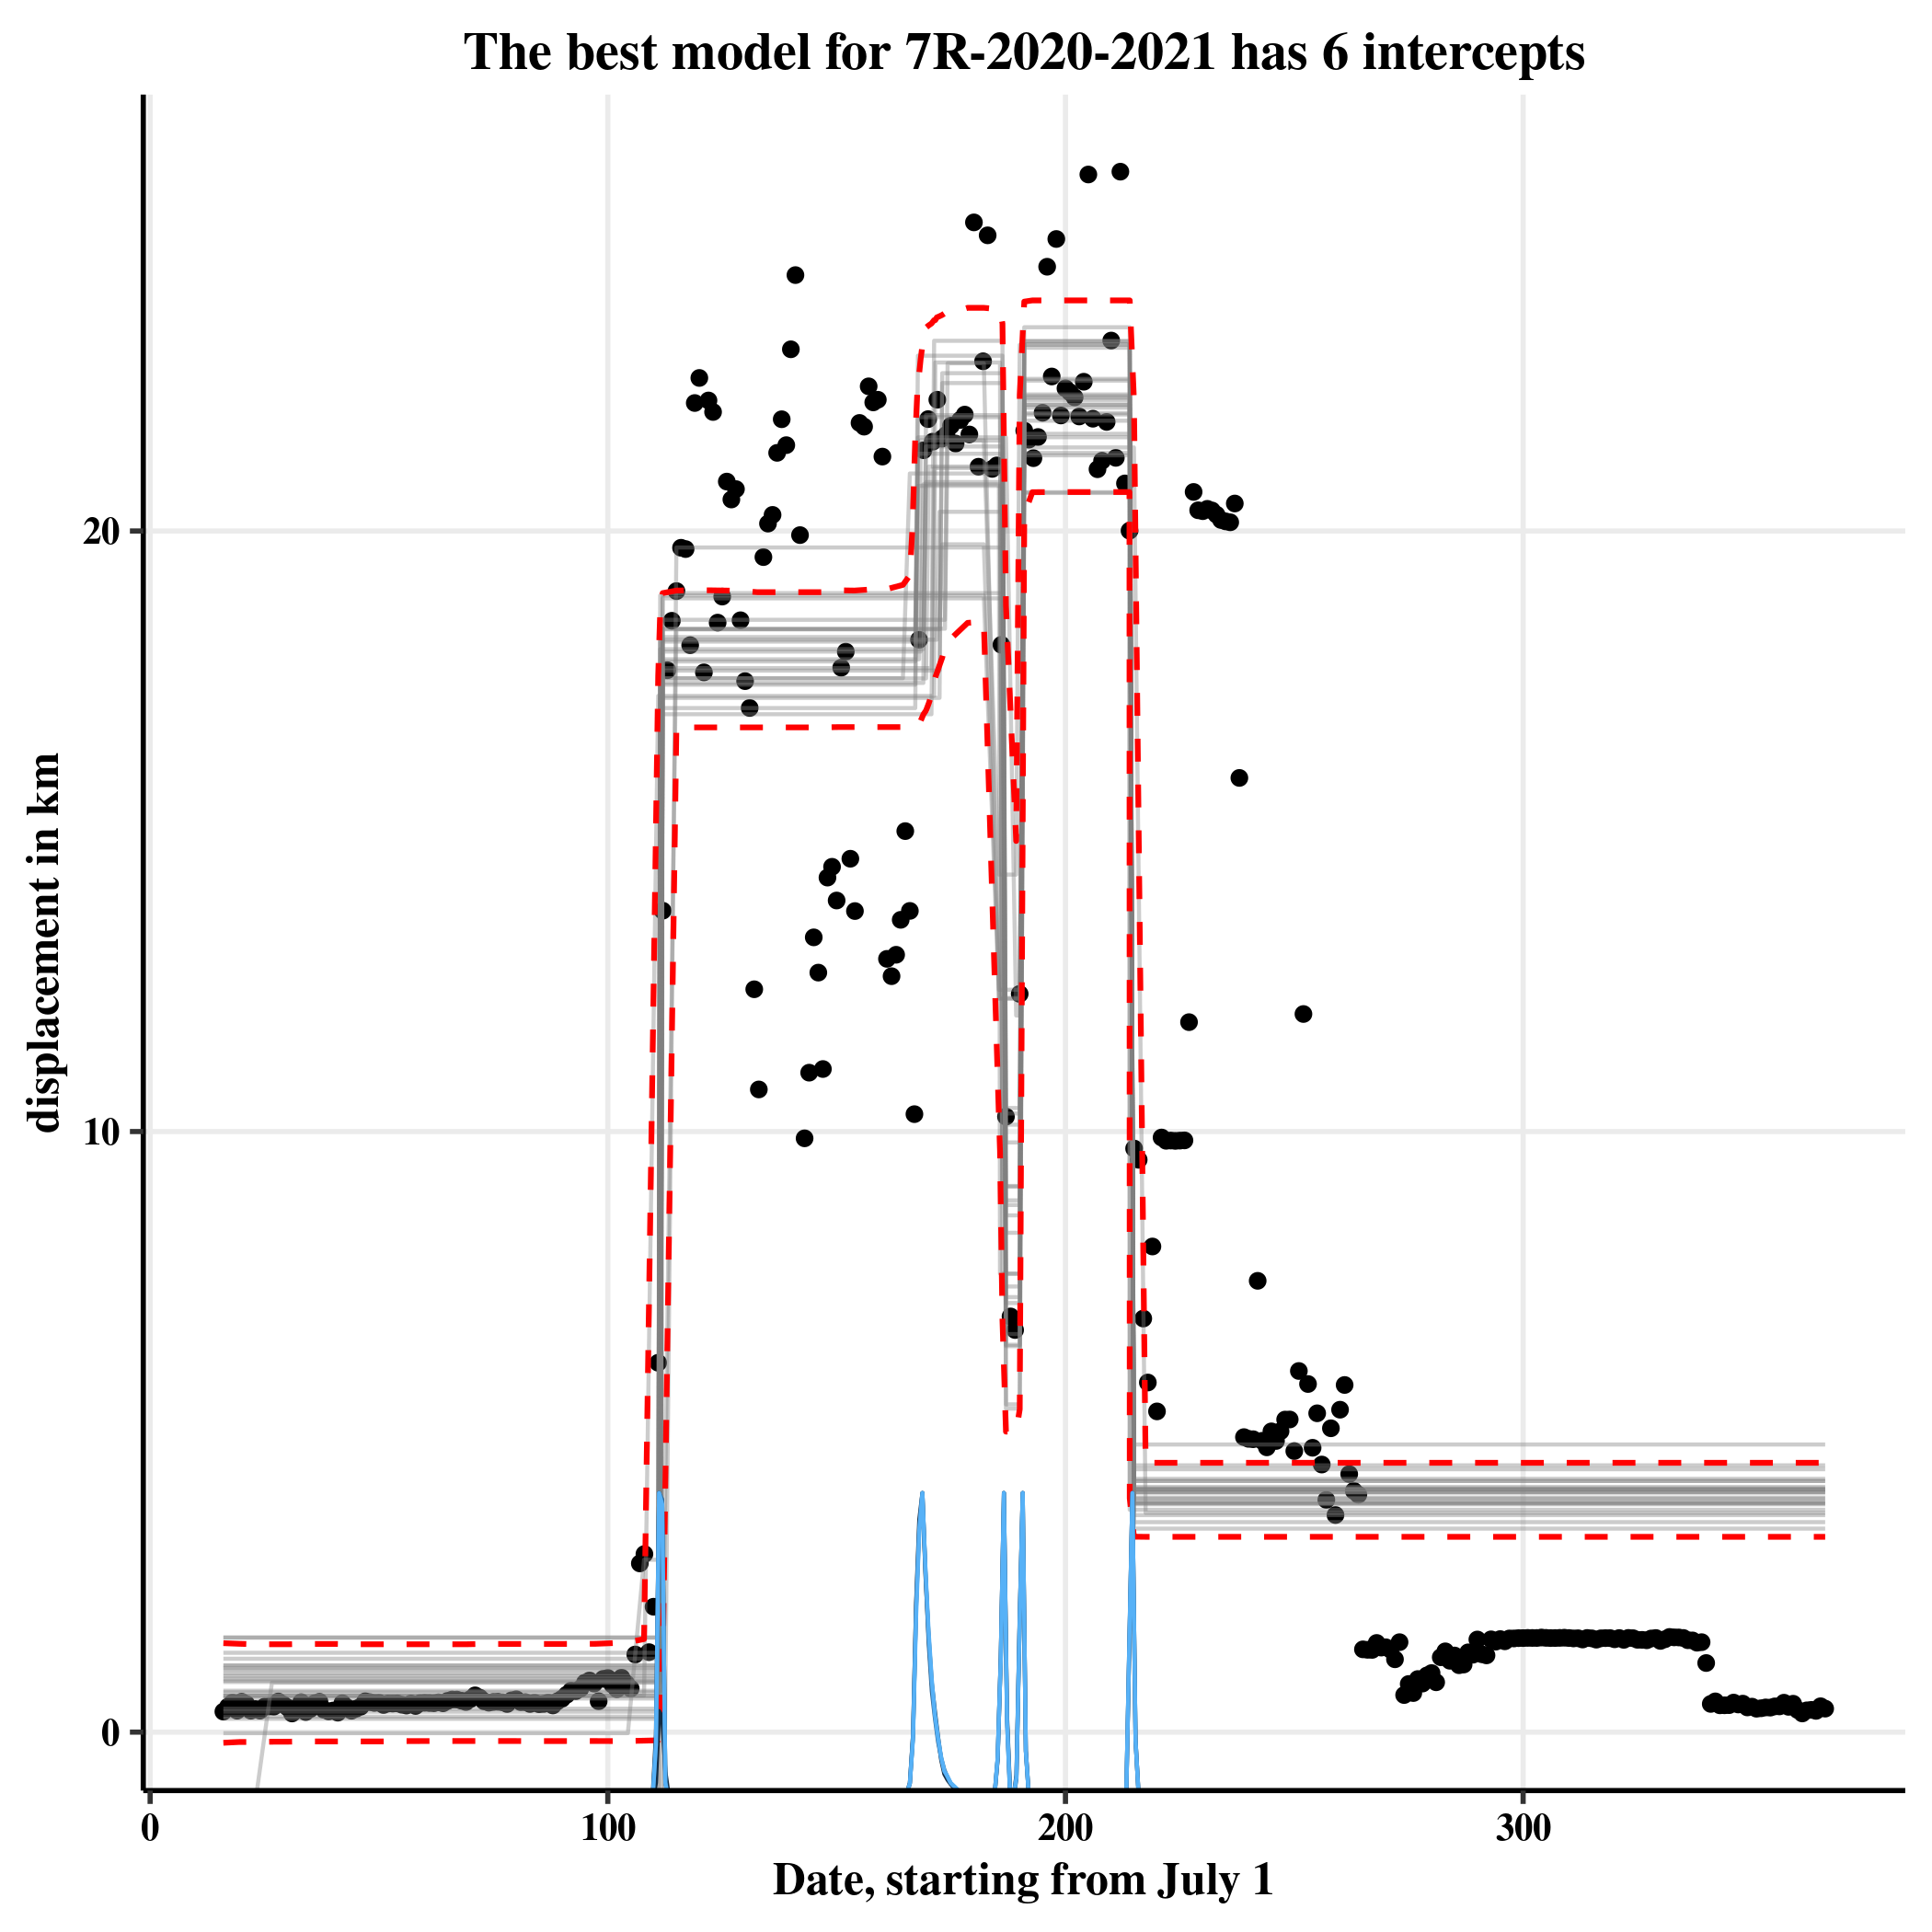 The best model for 7R-2020-2021 has 6 intercepts
displacement in km
20
10
0
0 100 200 300
Date, starting from July 1